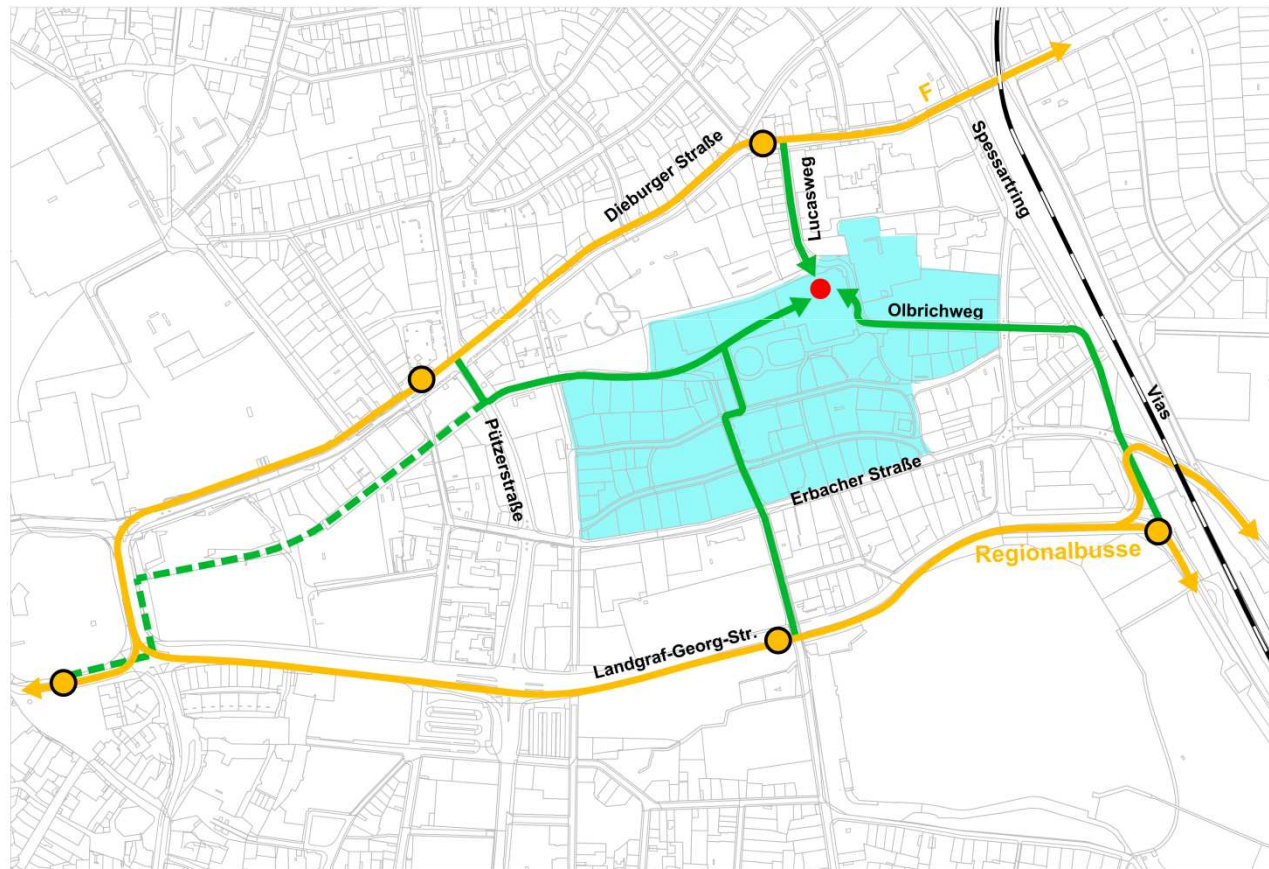 F
Dieburger Straße
Spessartring
Lucasweg
Olbrichweg
Vias
Pützerstraße
Erbacher Straße
Regionalbusse
Landgraf-Georg-Str.